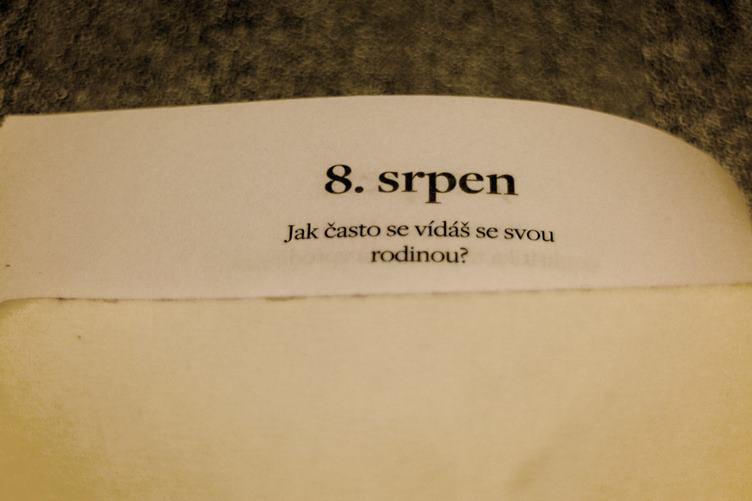 8. srpen
Jak často se vídáš se svou
rodinou?